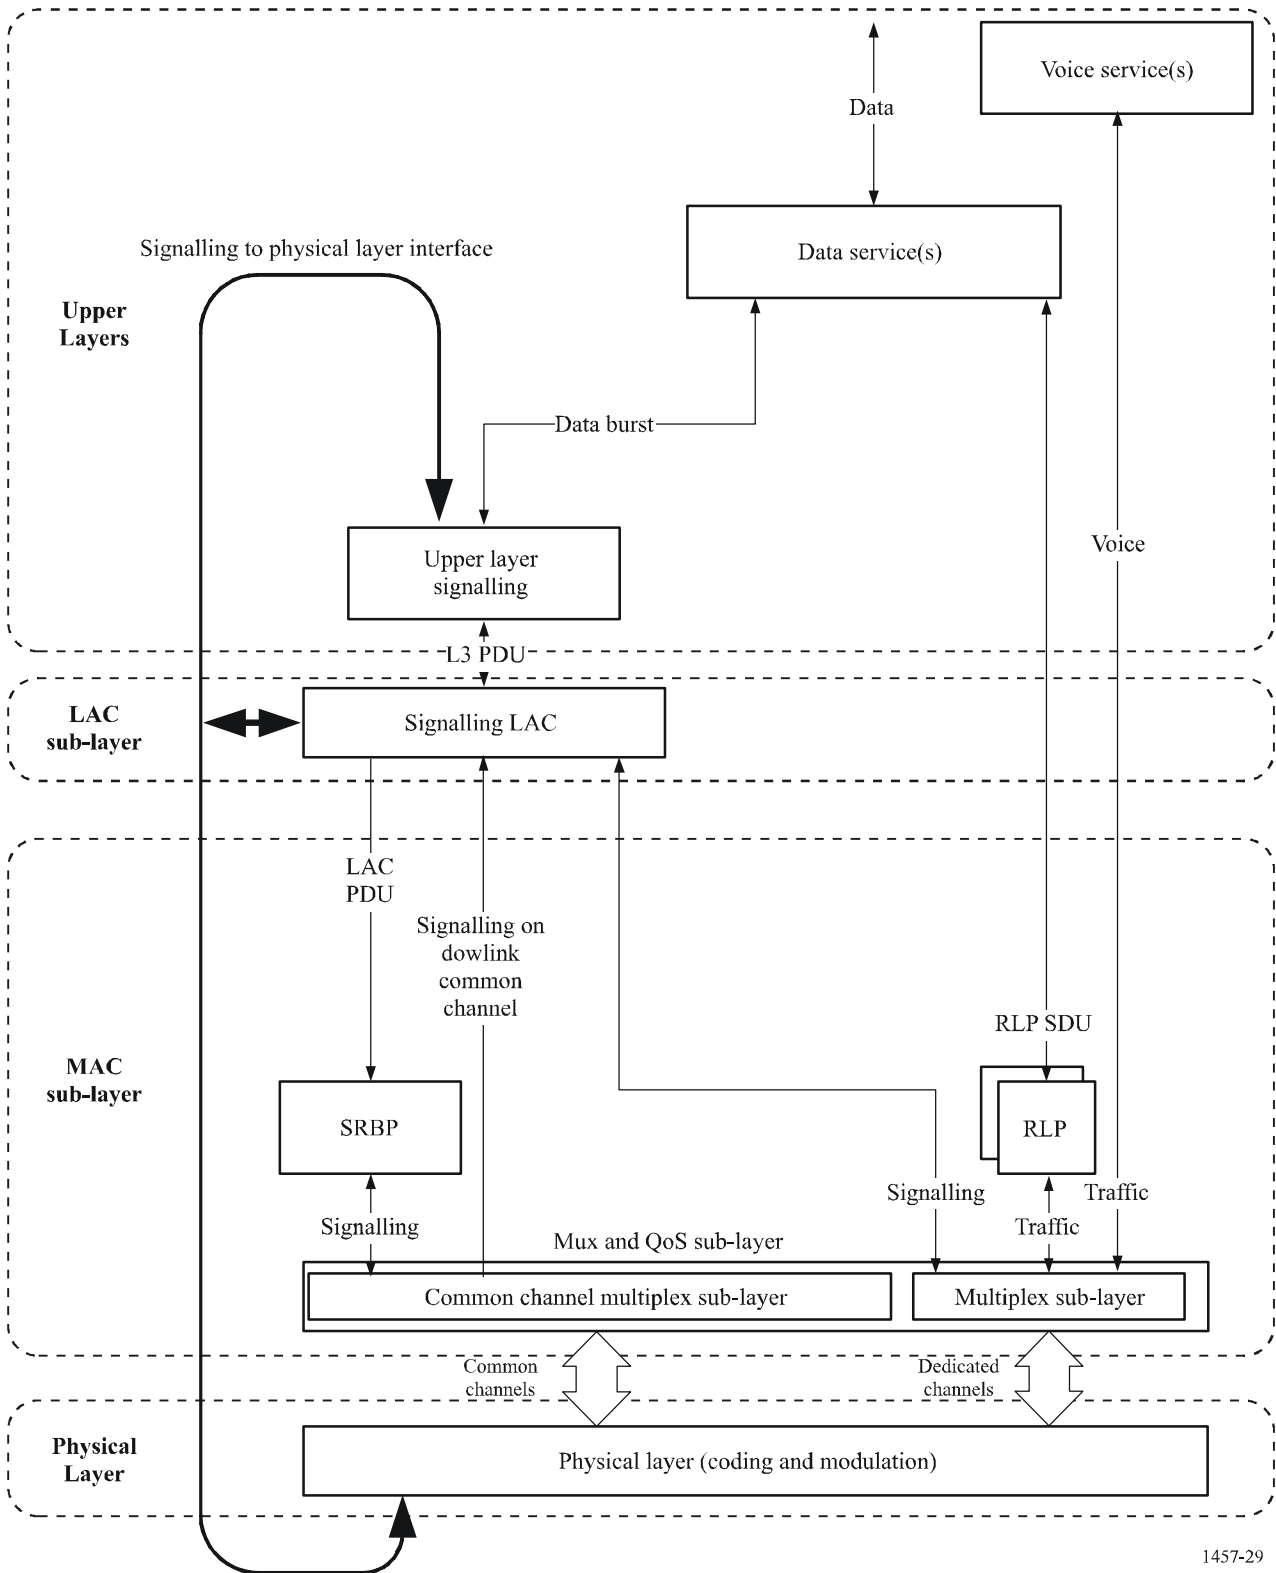 Voice service(s)
Data
Data service(s)
Signalling to physical layer interface
Upper
Layers
Data burst
Voice
Upper layer
signalling
L3 PDU
LAC
sub-layer
Signalling LAC
LAC
PDU
Signalling on
dowlink
common
channel
RLP SDU
MAC
sub-layer
SRBP
RLP
Signalling
Traffic
Signalling
Traffic
Mux and QoS sub-layer
Common channel multiplex sub-layer
Multiplex sub-layer
Common
channels
Dedicated
channels
Physical
Layer
Physical layer (coding and modulation)
1457-29